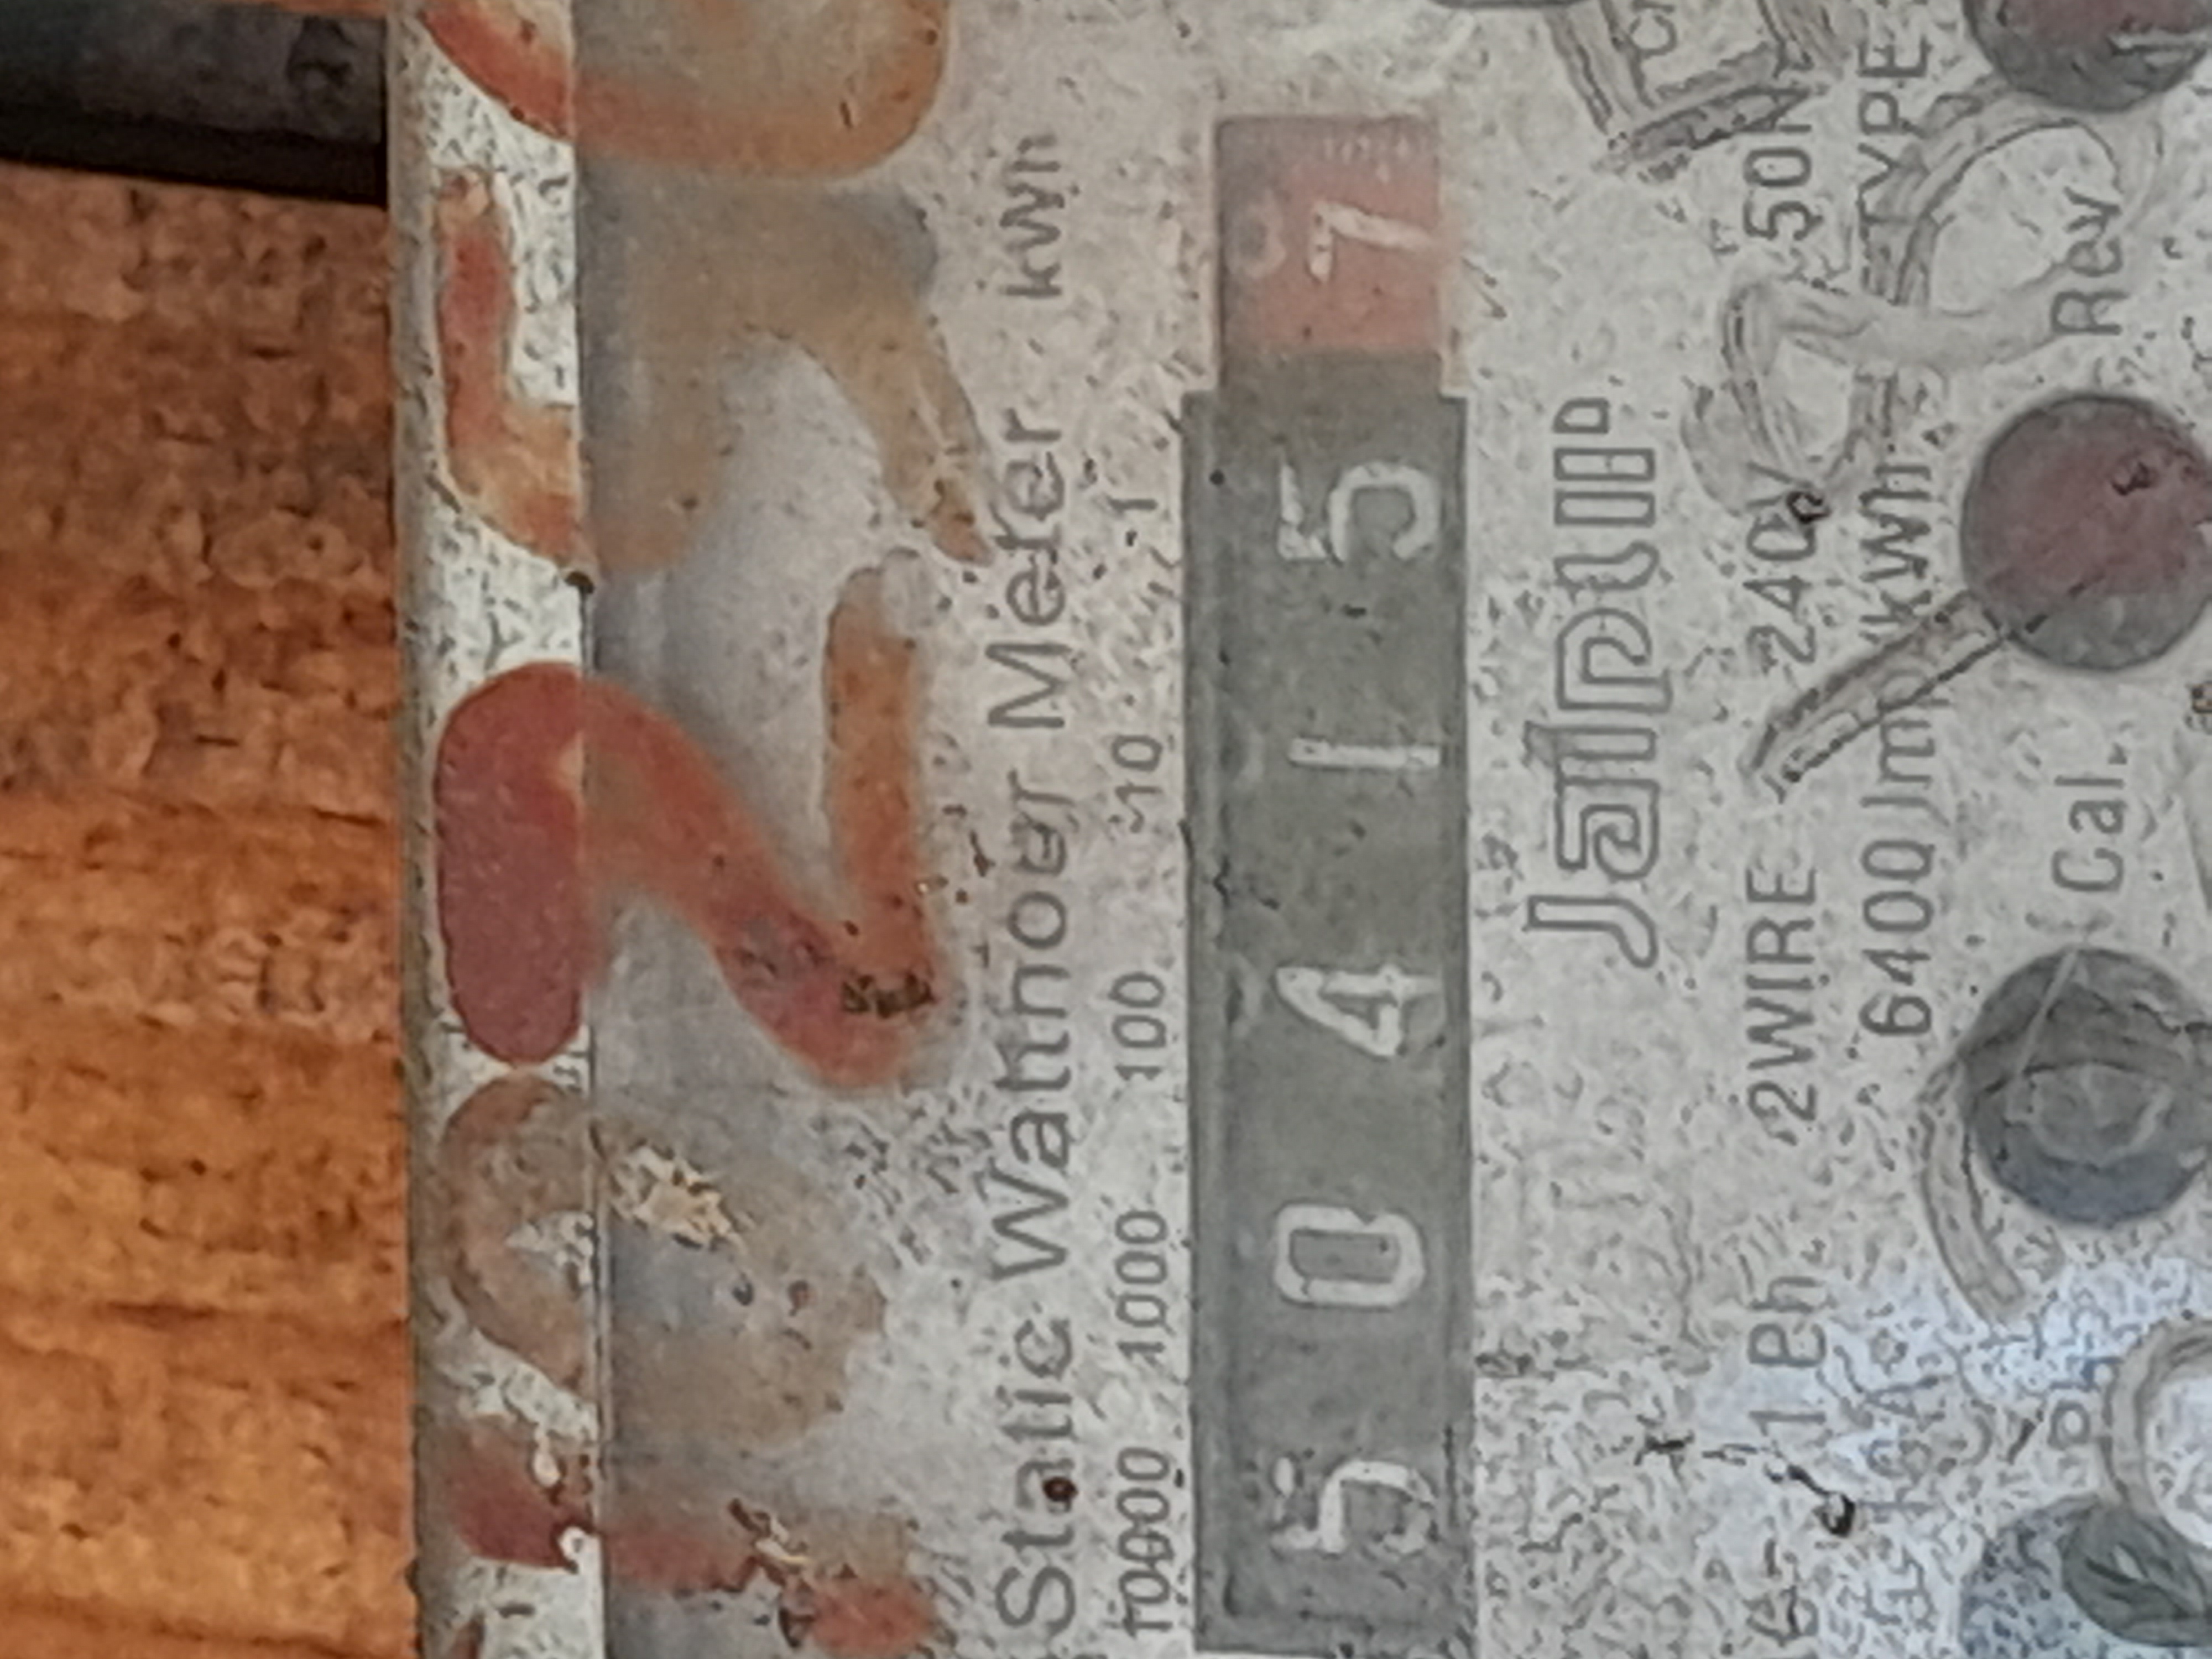 Static Watthour Meter kWh
10000 1000 100 10 1
5 0 4 1 5 7
Jaipur
1 Ph. 2WIRE 240V 50
6400 Imp/kWh TYPE
Cal. Rev